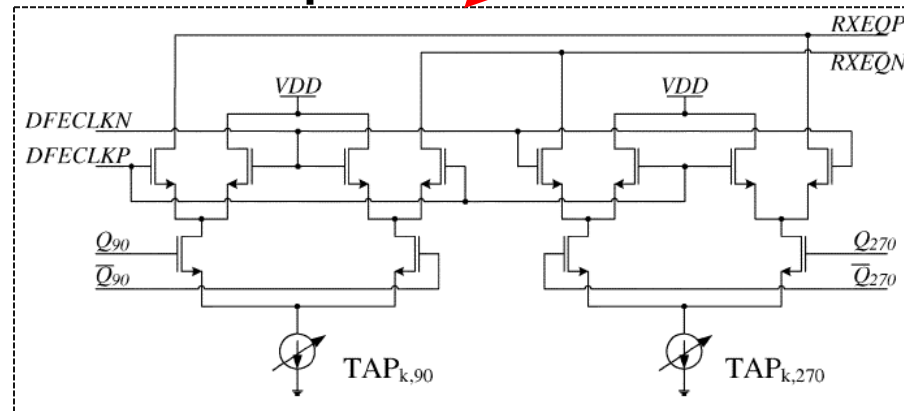 RXEQP
RXEQN
VDD VDD
DFECLKN
DFECLKP
Q90 Q270
Q̅90 Q̅270
TAPk,90 TAPk,270